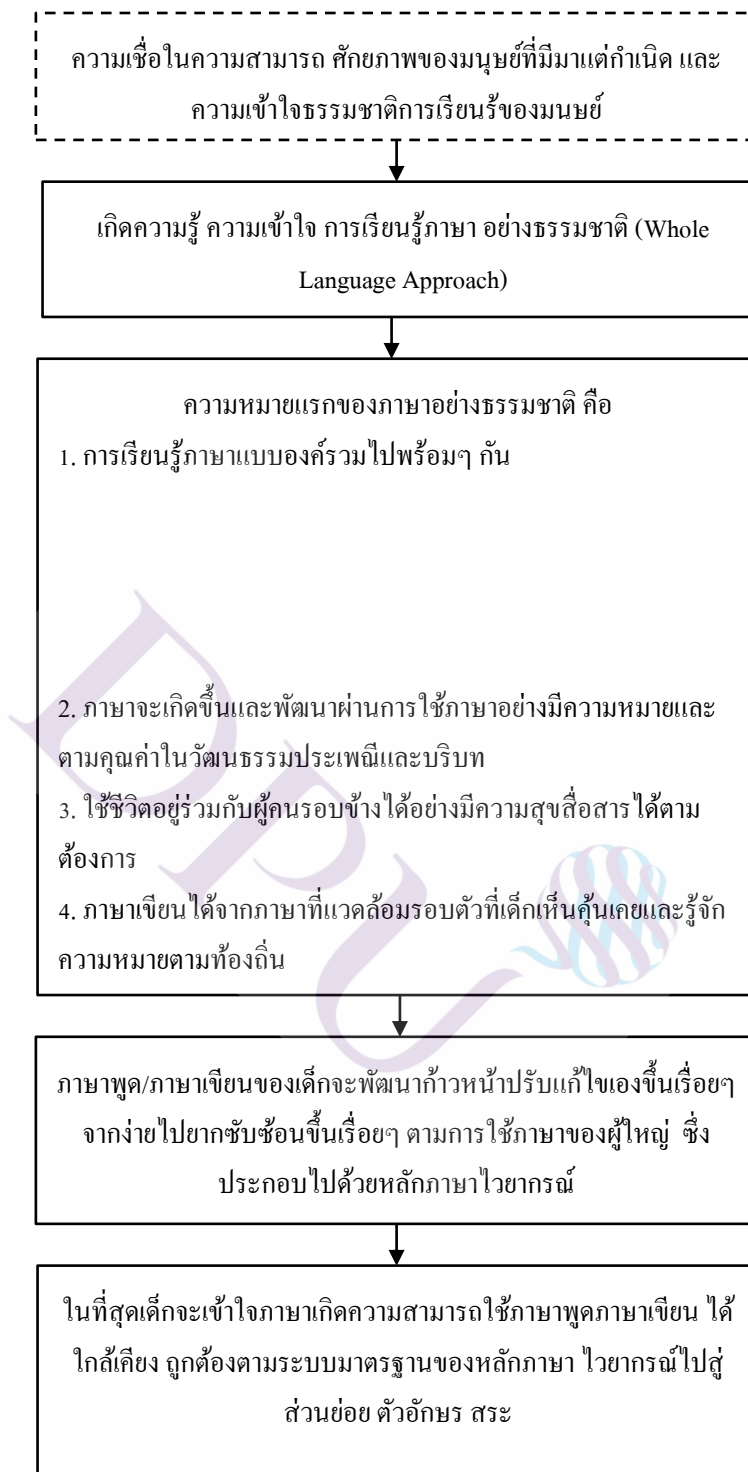 ความเชื่อในความสามารถ ศักยภาพของมนุษย์ที่มีมาแต่กำเนิด และ
ความเข้าใจธรรมชาติการเรียนรู้ของมนุษย์
เกิดความรู้ ความเข้าใจ การเรียนรู้ภาษา อย่างธรรมชาติ (Whole
Language Approach)
ความหมายแรกของภาษาอย่างธรรมชาติ คือ
1. การเรียนรู้ภาษาแบบองค์รวมไปพร้อมๆ กัน
2. ภาษาจะเกิดขึ้นและพัฒนาผ่านการใช้ภาษาอย่างมีความหมายและ
ตามคุณค่าในวัฒนธรรมประเพณีและบริบท
3. ใช้ชีวิตอยู่ร่วมกับผู้คนรอบข้างได้อย่างมีความสุขสื่อสารได้ตาม
ต้องการ
4. ภาษาเขียนได้จากภาษาที่แวดล้อมรอบตัวที่เด็กเห็นคุ้นเคยและรู้จัก
ความหมายตามท้องถิ่น
ภาษาพูด/ภาษาเขียนของเด็กจะพัฒนาก้าวหน้าปรับแก้ไขเองขึ้นเรื่อยๆ
จากง่ายไปยากซับซ้อนขึ้นเรื่อยๆ ตามการใช้ภาษาของผู้ใหญ่ ซึ่ง
ประกอบไปด้วยหลักภาษาไวยากรณ์
ในที่สุดเด็กจะเข้าใจภาษาเกิดความสามารถใช้ภาษาพูดภาษาเขียน ได้
ใกล้เคียง ถูกต้องตามระบบมาตรฐานของหลักภาษา ไวยากรณ์ไปสู่
ส่วนย่อย ตัวอักษร สระ
DPU